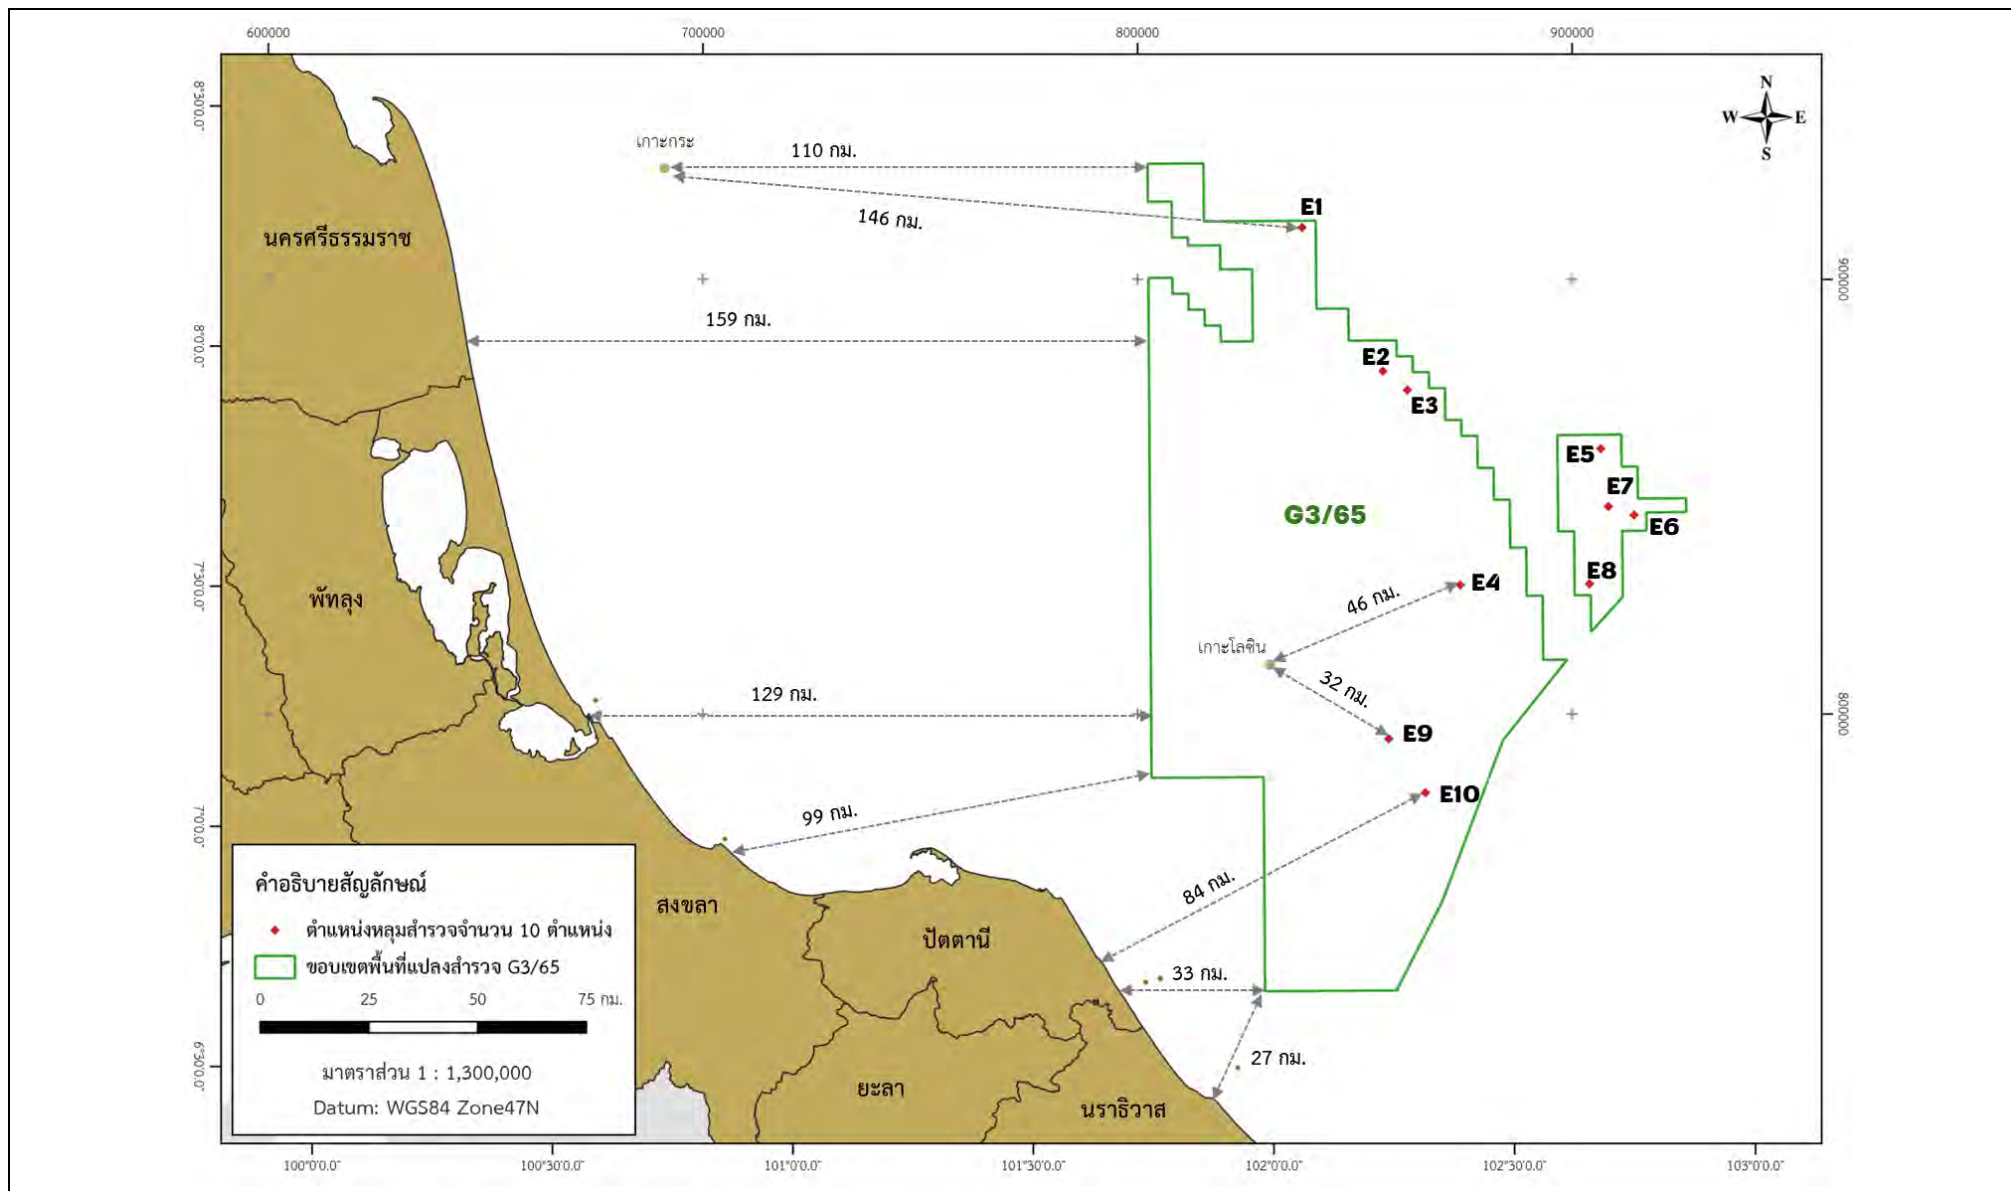 600000 700000 800000 900000
8°30'0.0"
N
W E
S
เกาะกระ
110 กม.
146 กม.
E1
นครศรีธรรมราช
900000
159 กม.
8°0'0.0"
E2
E3
E5
E7
E6
G3/65
7°30'0.0"
E8
E4
46 กม.
พัทลุง
เกาะโลซิน
32 กม.
129 กม.
800000
E9
E10
99 กม.
7°0'0.0"
84 กม.
สงขลา
ปัตตานี
33 กม.
27 กม.
6°30'0.0"
ยะลา
นราธิวาส
คำอธิบายสัญลักษณ์
ตำแหน่งหลุมสำรวจจำนวน 10 ตำแหน่ง
ขอบเขตพื้นที่แปลงสำรวจ G3/65
0 25 50 75 กม.
มาตราส่วน 1 : 1,300,000
Datum: WGS84 Zone47N
100°0'0.0" 100°30'0.0" 101°0'0.0" 101°30'0.0" 102°0'0.0" 102°30'0.0" 103°0'0.0"